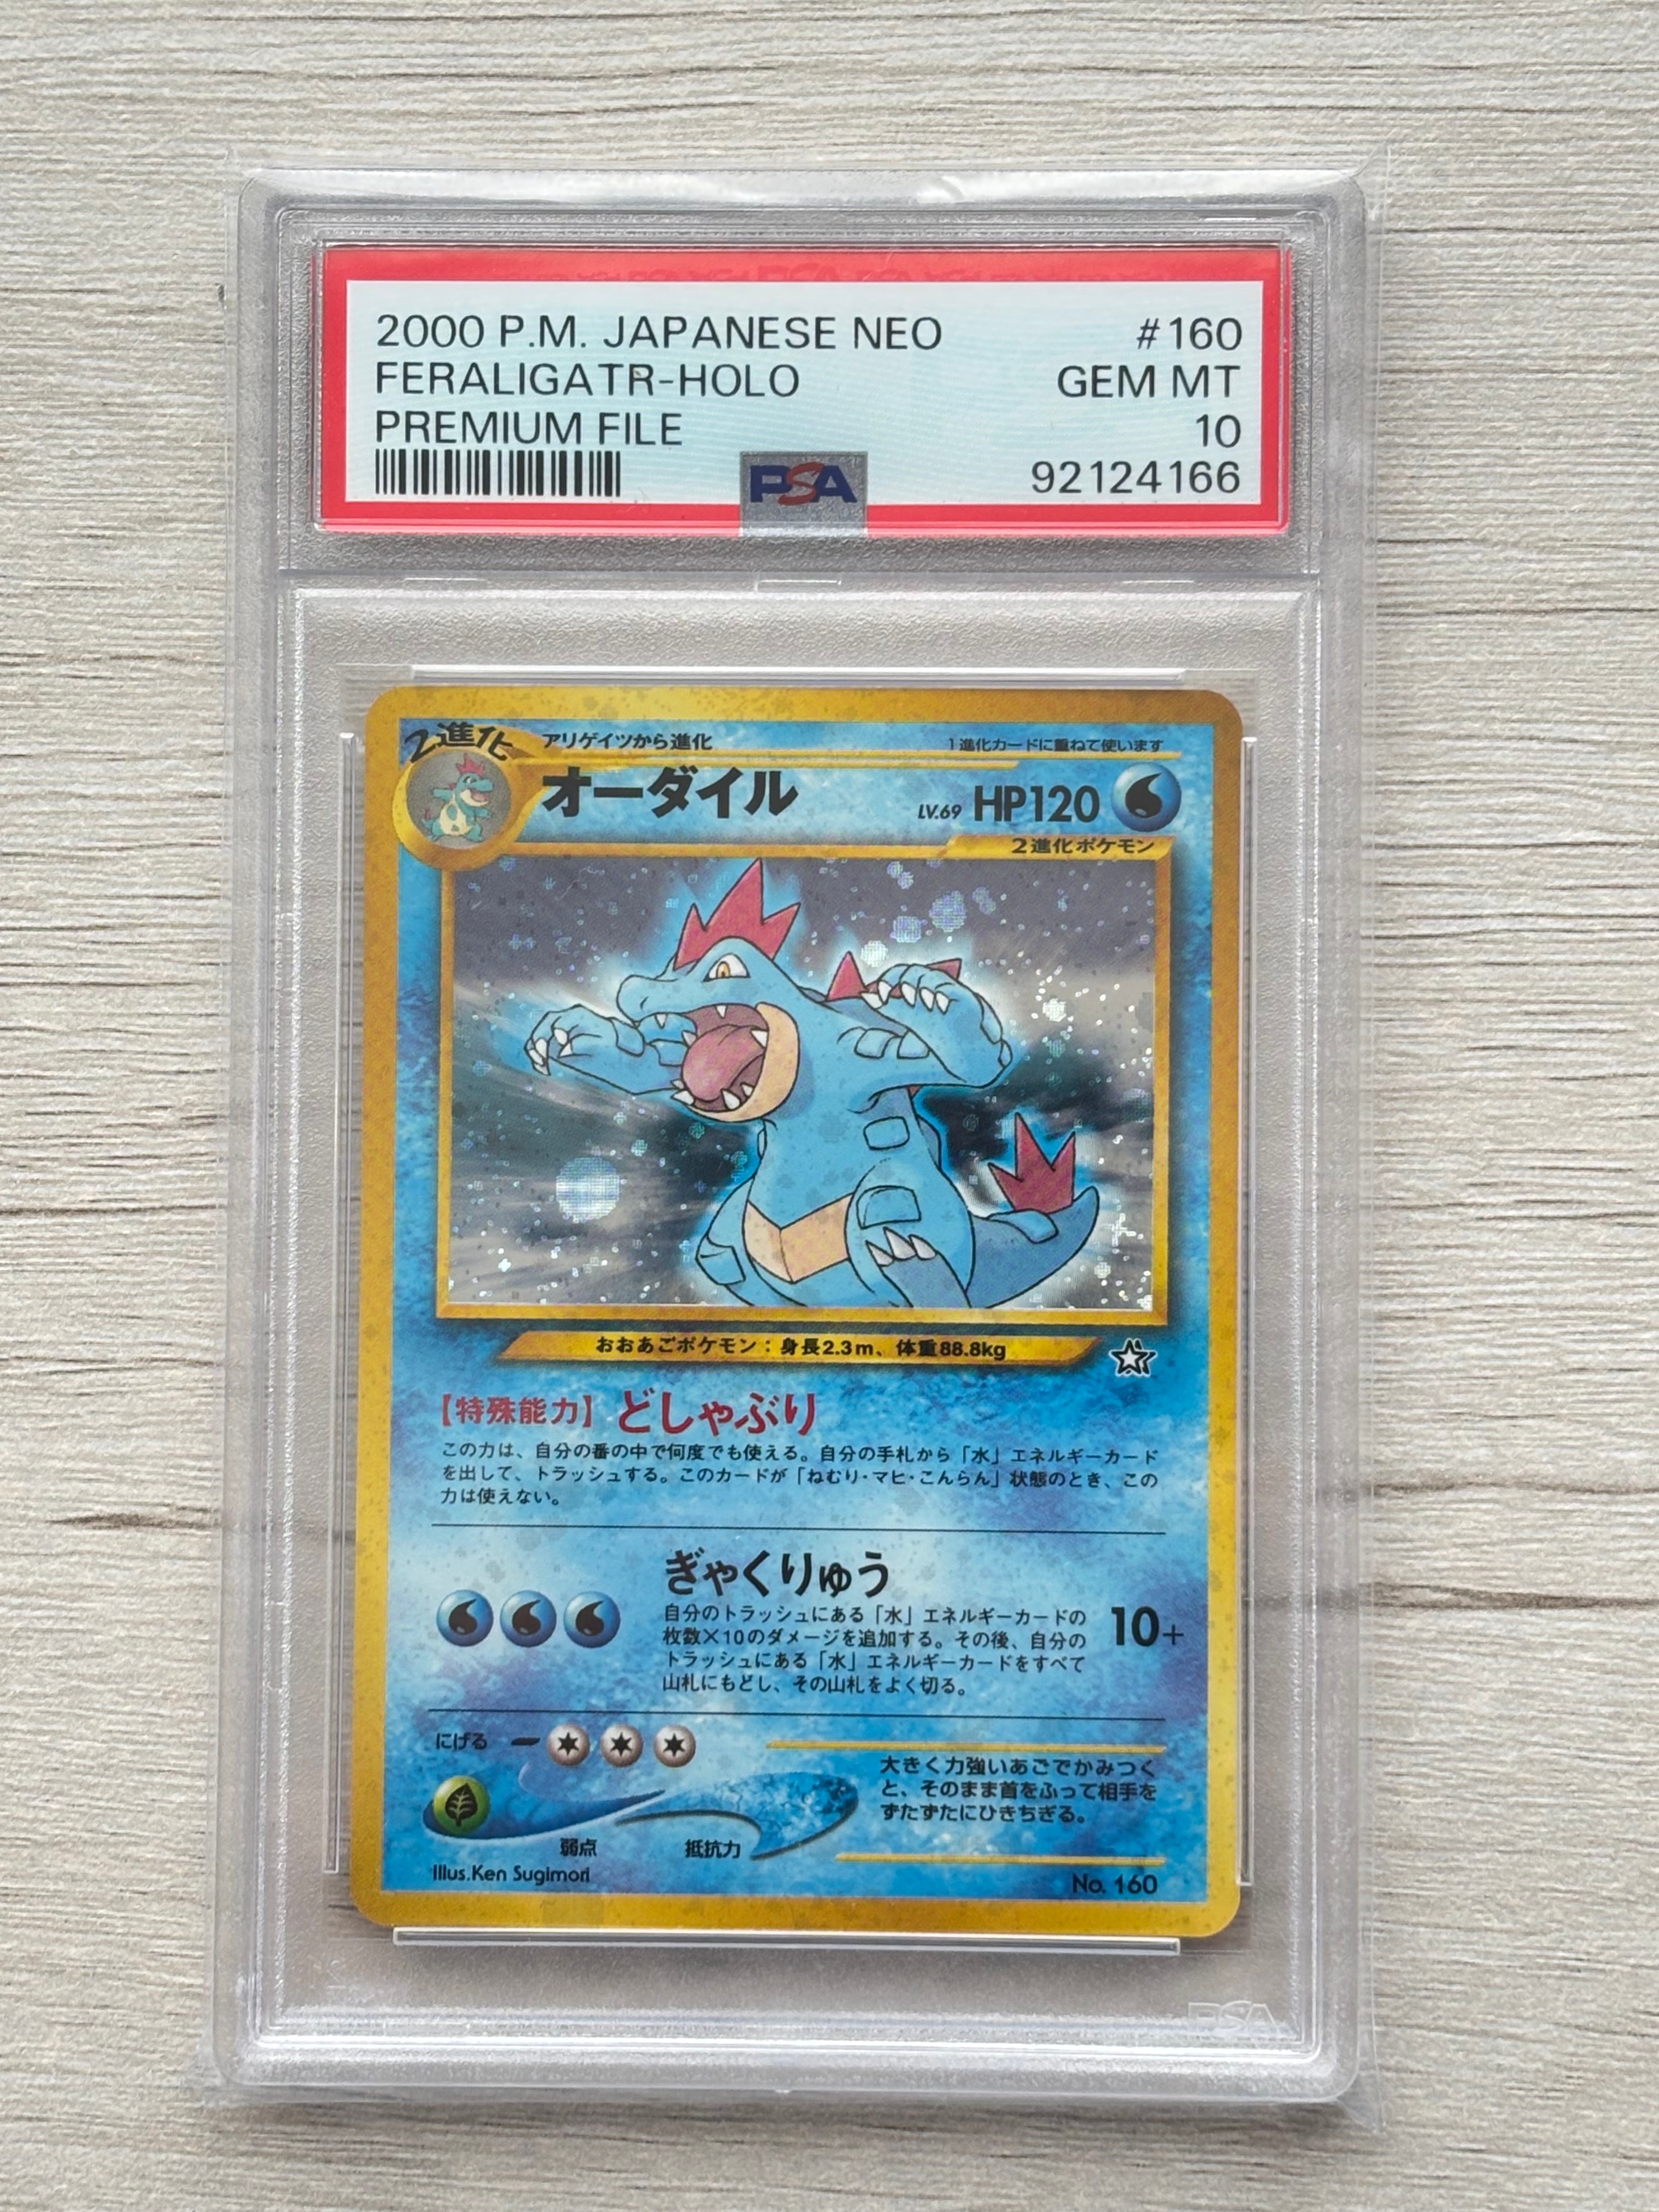 2000 P.M. JAPANESE NEO #160
FERALIGATR-HOLO GEM MT
PREMIUM FILE 10
PSA 92124166
2進化 アリゲイツから進化 1進化カードに重ねて使います
オーダイル LV.69 HP120
2進化ポケモン
おおあごポケモン：身長2.3m、体重88.8kg
【特殊能力】どしゃぶり
この力は、自分の番の中で何度でも使える。自分の手札から「水」エネルギーカード
を出して、トラッシュする。このカードが「ねむり・マヒ・こんらん」状態のとき、この
力は使えない。
ぎゃくりゅう
自分のトラッシュにある「水」エネルギーカードの
枚数×10のダメージを追加する。その後、自分の
トラッシュにある「水」エネルギーカードをすべて
山札にもどし、その山札をよく切る。
10+
にげる
大きく力強いあごでかみつく
と、そのまま首をふって相手を
ずたずたにひきちぎる。
弱点 抵抗力
Illus.Ken Sugimori No. 160
PSA